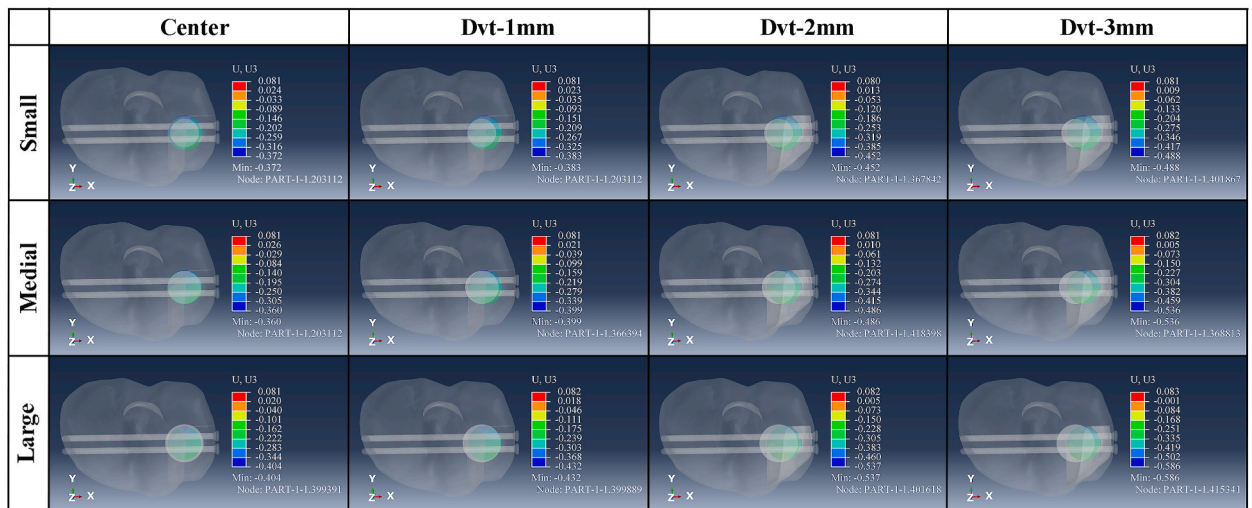 Center Dvt-1mm Dvt-2mm Dvt-3mm
Small
U, U3
0.081
0.024
-0.033
-0.089
-0.146
-0.202
-0.259
-0.316
-0.372
Min: -0.372
Node: PART-1-1.203112
Y
Z X
U, U3
0.081
0.023
-0.035
-0.093
-0.151
-0.209
-0.267
-0.325
-0.383
Min: -0.383
Node: PART-1-1.203112
Y
Z X
U, U3
0.080
0.013
-0.053
-0.120
-0.186
-0.253
-0.319
-0.385
-0.452
Min: -0.452
Node: PART-1-1.367842
Y
Z X
U, U3
0.081
0.009
-0.062
-0.133
-0.204
-0.275
-0.346
-0.417
-0.488
Min: -0.488
Node: PART-1-1.401867
Y
Z X
Medial
U, U3
0.081
0.026
-0.029
-0.084
-0.140
-0.195
-0.250
-0.305
-0.360
Min: -0.360
Node: PART-1-1.203112
Y
Z X
U, U3
0.081
0.021
-0.039
-0.099
-0.159
-0.219
-0.279
-0.339
-0.399
Min: -0.399
Node: PART-1-1.366394
Y
Z X
U, U3
0.081
0.010
-0.061
-0.132
-0.203
-0.274
-0.344
-0.415
-0.486
Min: -0.486
Node: PART-1-1.418398
Y
Z X
U, U3
0.082
0.005
-0.073
-0.150
-0.227
-0.304
-0.382
-0.459
-0.536
Min: -0.536
Node: PART-1-1.368813
Y
Z X
Large
U, U3
0.081
0.020
-0.040
-0.101
-0.162
-0.222
-0.283
-0.344
-0.404
Min: -0.404
Node: PART-1-1.399391
Y
Z X
U, U3
0.082
0.018
-0.046
-0.111
-0.175
-0.239
-0.303
-0.368
-0.432
Min: -0.432
Node: PART-1-1.399889
Y
Z X
U, U3
0.082
0.005
-0.073
-0.150
-0.228
-0.305
-0.383
-0.460
-0.537
Min: -0.537
Node: PART-1-1.401618
Y
Z X
U, U3
0.083
-0.001
-0.084
-0.168
-0.251
-0.335
-0.419
-0.502
-0.586
Min: -0.586
Node: PART-1-1.415341
Y
Z X